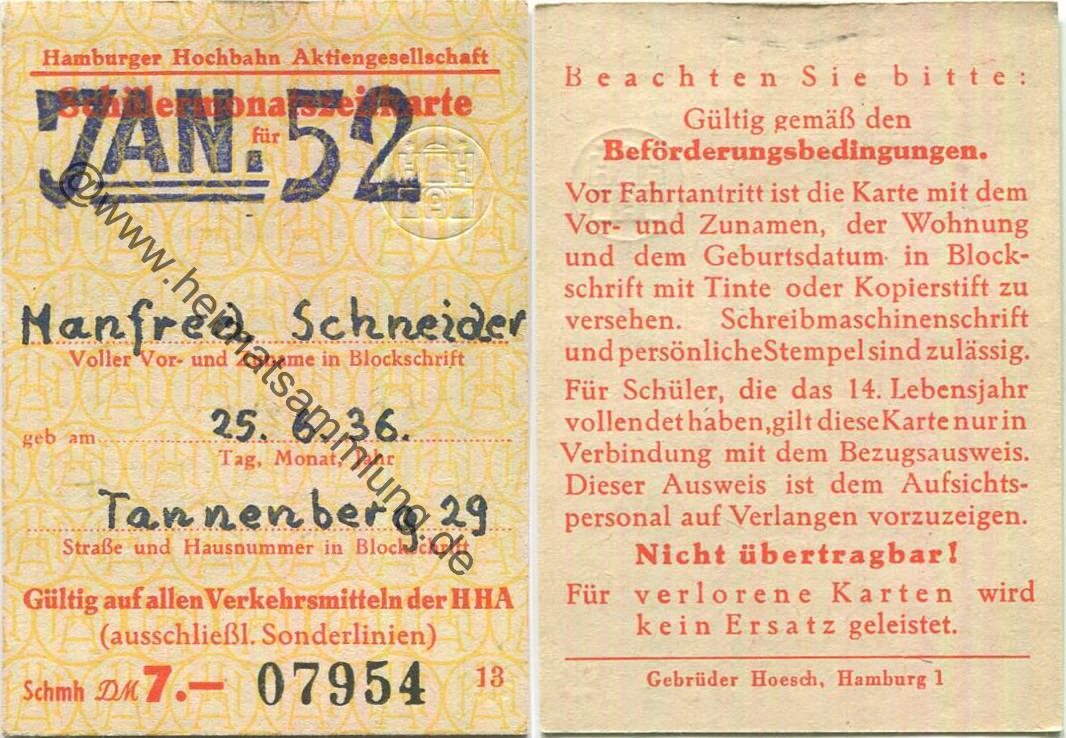 Hamburger Hochbahn Aktiengesellschaft
Schülermonatszeitkarte
für
JAN. 52
HH
Manfred Schneider
Voller Vor- und Zuname in Blockschrift
geb am 25. 6. 36.
Tag, Monat, Jahr
Tannenberg 29
Straße und Hausnummer in Blockschrift
Gültig auf allen Verkehrsmitteln der HHA
(ausschließl. Sonderlinien)
Schmh DM 7.— 07954 13
@www.heimatsammlung.de
Beachten Sie bitte:
Gültig gemäß den
Beförderungsbedingungen.
Vor Fahrtantritt ist die Karte mit dem
Vor- und Zunamen, der Wohnung
und dem Geburtsdatum in Block-
schrift mit Tinte oder Kopierstift zu
versehen. Schreibmaschinenschrift
und persönliche Stempel sind zulässig.
Für Schüler, die das 14. Lebensjahr
vollendet haben, gilt diese Karte nur in
Verbindung mit dem Bezugsausweis.
Dieser Ausweis ist dem Aufsichts-
personal auf Verlangen vorzuzeigen.
Nicht übertragbar!
Für verlorene Karten wird
kein Ersatz geleistet.
Gebrüder Hoesch, Hamburg 1